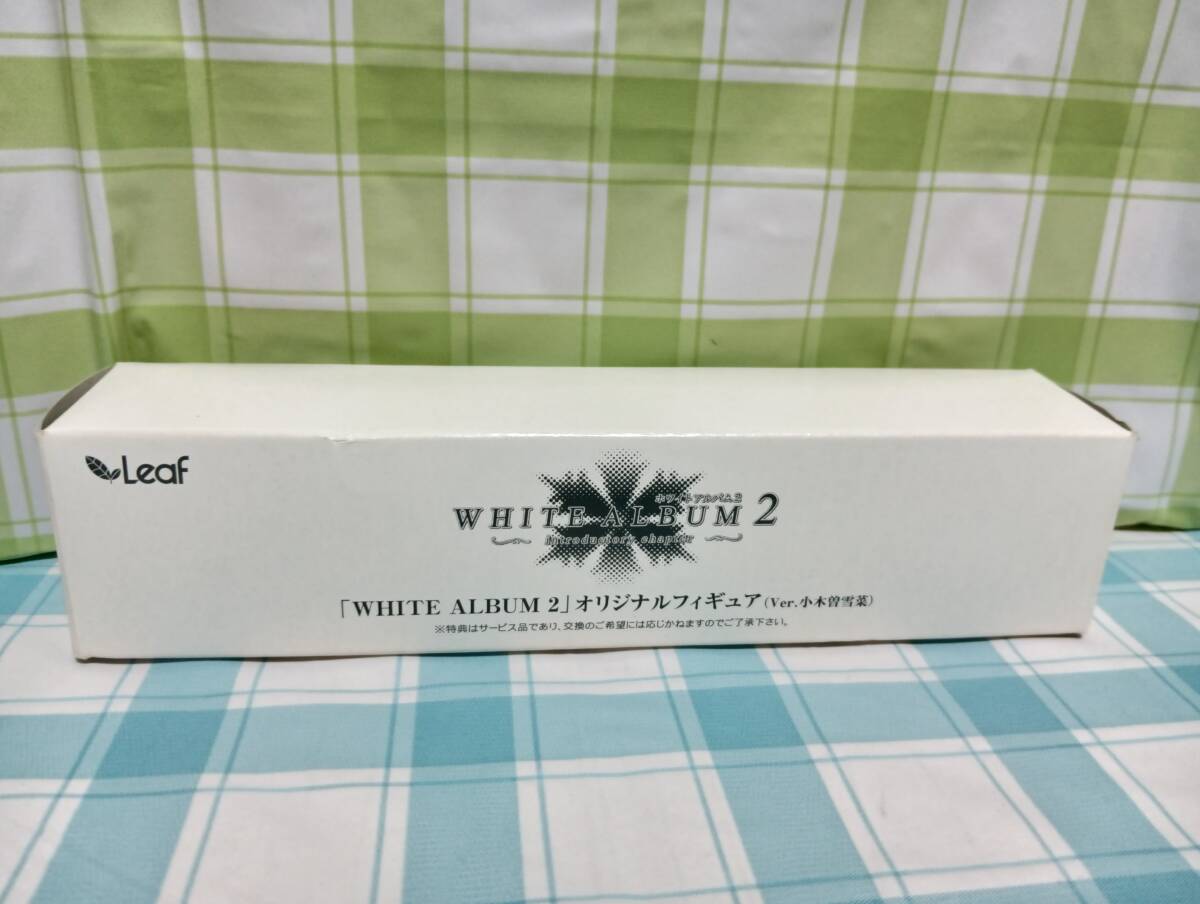 Leaf
ホワイトアルバム2
WHITE ALBUM 2
introductory chapter
「WHITE ALBUM 2」オリジナルフィギュア(Ver.小木曽雪菜)
※特典はサービス品であり、交換のご希望には応じかねますのでご了承下さい。